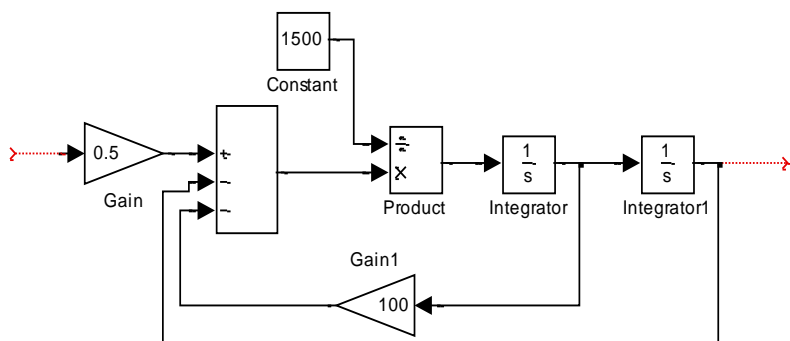 1500
Constant
0.5
Gain
+
-
-
÷
×
Product
1
s
Integrator
1
s
Integrator1
Gain1
100